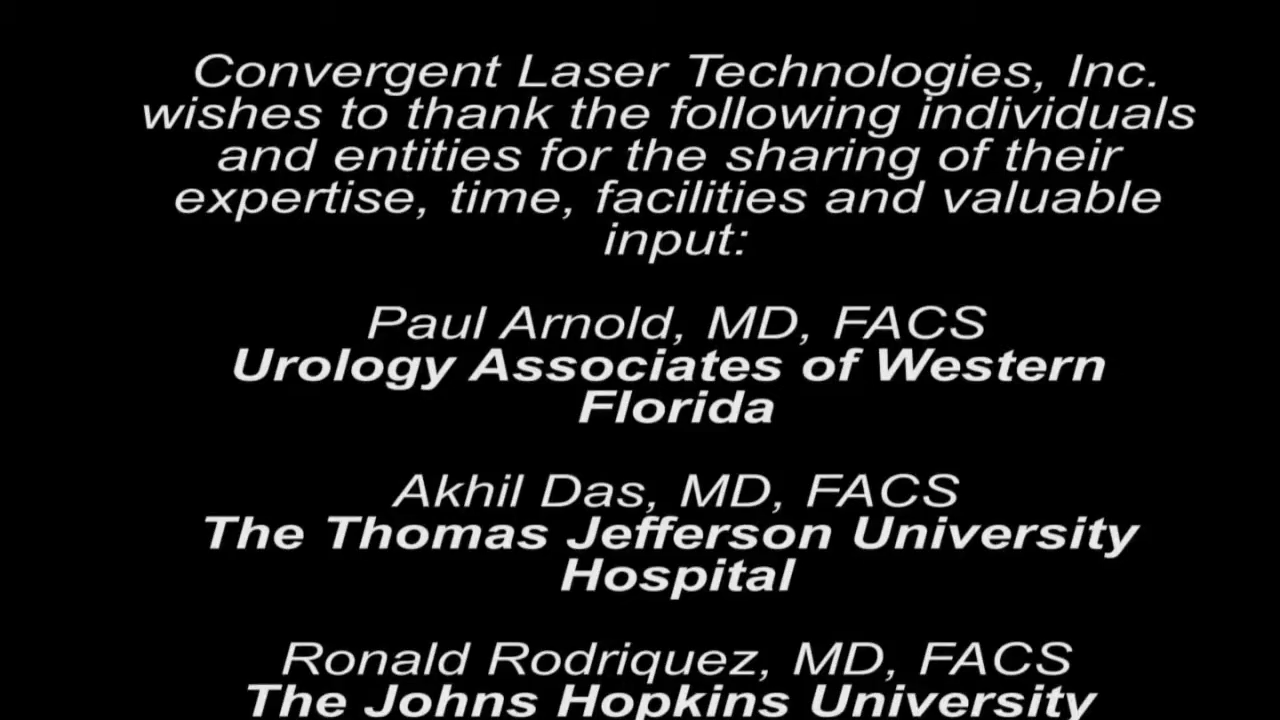 Convergent Laser Technologies, Inc.
wishes to thank the following individuals
and entities for the sharing of their
expertise, time, facilities and valuable
input:
Paul Arnold, MD, FACS
Urology Associates of Western
Florida
Akhil Das, MD, FACS
The Thomas Jefferson University
Hospital
Ronald Rodriquez, MD, FACS
The Johns Hopkins University